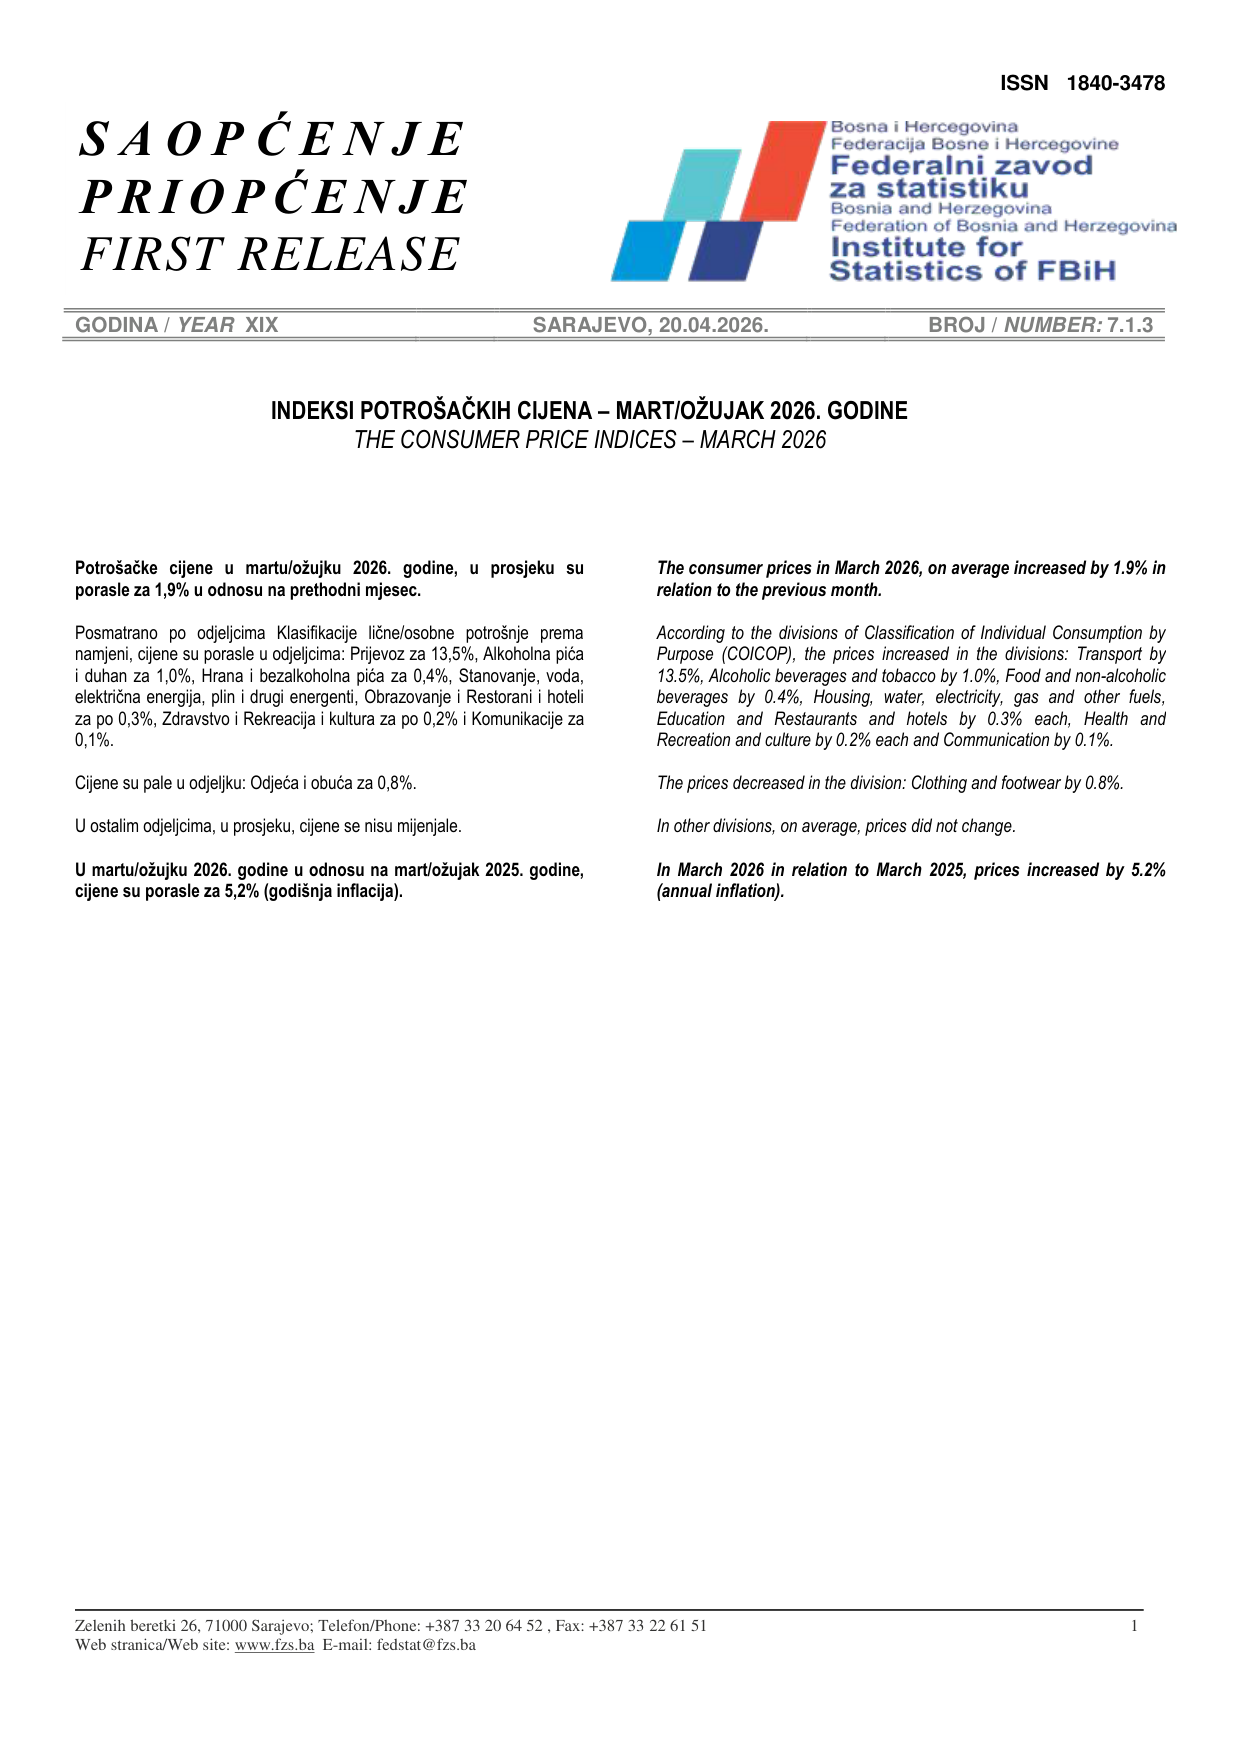 ISSN 1840-3478
SAOPĆENJE
PRIOPĆENJE
FIRST RELEASE
Bosna i Hercegovina
Federacija Bosne i Hercegovine
Federalni zavod
za statistiku
Bosnia and Herzegovina
Federation of Bosnia and Herzegovina
Institute for
Statistics of FBiH
GODINA / YEAR XIX SARAJEVO, 20.04.2026. BROJ / NUMBER: 7.1.3
INDEKSI POTROŠAČKIH CIJENA – MART/OŽUJAK 2026. GODINE
THE CONSUMER PRICE INDICES – MARCH 2026
Potrošačke cijene u martu/ožujku 2026. godine, u prosjeku su
porasle za 1,9% u odnosu na prethodni mjesec.
Posmatrano po odjeljcima Klasifikacije lične/osobne potrošnje prema
namjeni, cijene su porasle u odjeljcima: Prijevoz za 13,5%, Alkoholna pića
i duhan za 1,0%, Hrana i bezalkoholna pića za 0,4%, Stanovanje, voda,
električna energija, plin i drugi energenti, Obrazovanje i Restorani i hoteli
za po 0,3%, Zdravstvo i Rekreacija i kultura za po 0,2% i Komunikacije za
0,1%.
Cijene su pale u odjeljku: Odjeća i obuća za 0,8%.
U ostalim odjeljcima, u prosjeku, cijene se nisu mijenjale.
U martu/ožujku 2026. godine u odnosu na mart/ožujak 2025. godine,
cijene su porasle za 5,2% (godišnja inflacija).
The consumer prices in March 2026, on average increased by 1.9% in
relation to the previous month.
According to the divisions of Classification of Individual Consumption by
Purpose (COICOP), the prices increased in the divisions: Transport by
13.5%, Alcoholic beverages and tobacco by 1.0%, Food and non-alcoholic
beverages by 0.4%, Housing, water, electricity, gas and other fuels,
Education and Restaurants and hotels by 0.3% each, Health and
Recreation and culture by 0.2% each and Communication by 0.1%.
The prices decreased in the division: Clothing and footwear by 0.8%.
In other divisions, on average, prices did not change.
In March 2026 in relation to March 2025, prices increased by 5.2%
(annual inflation).
Zelenih beretki 26, 71000 Sarajevo; Telefon/Phone: +387 33 20 64 52 , Fax: +387 33 22 61 51 1
Web stranica/Web site: www.fzs.ba E-mail: fedstat@fzs.ba